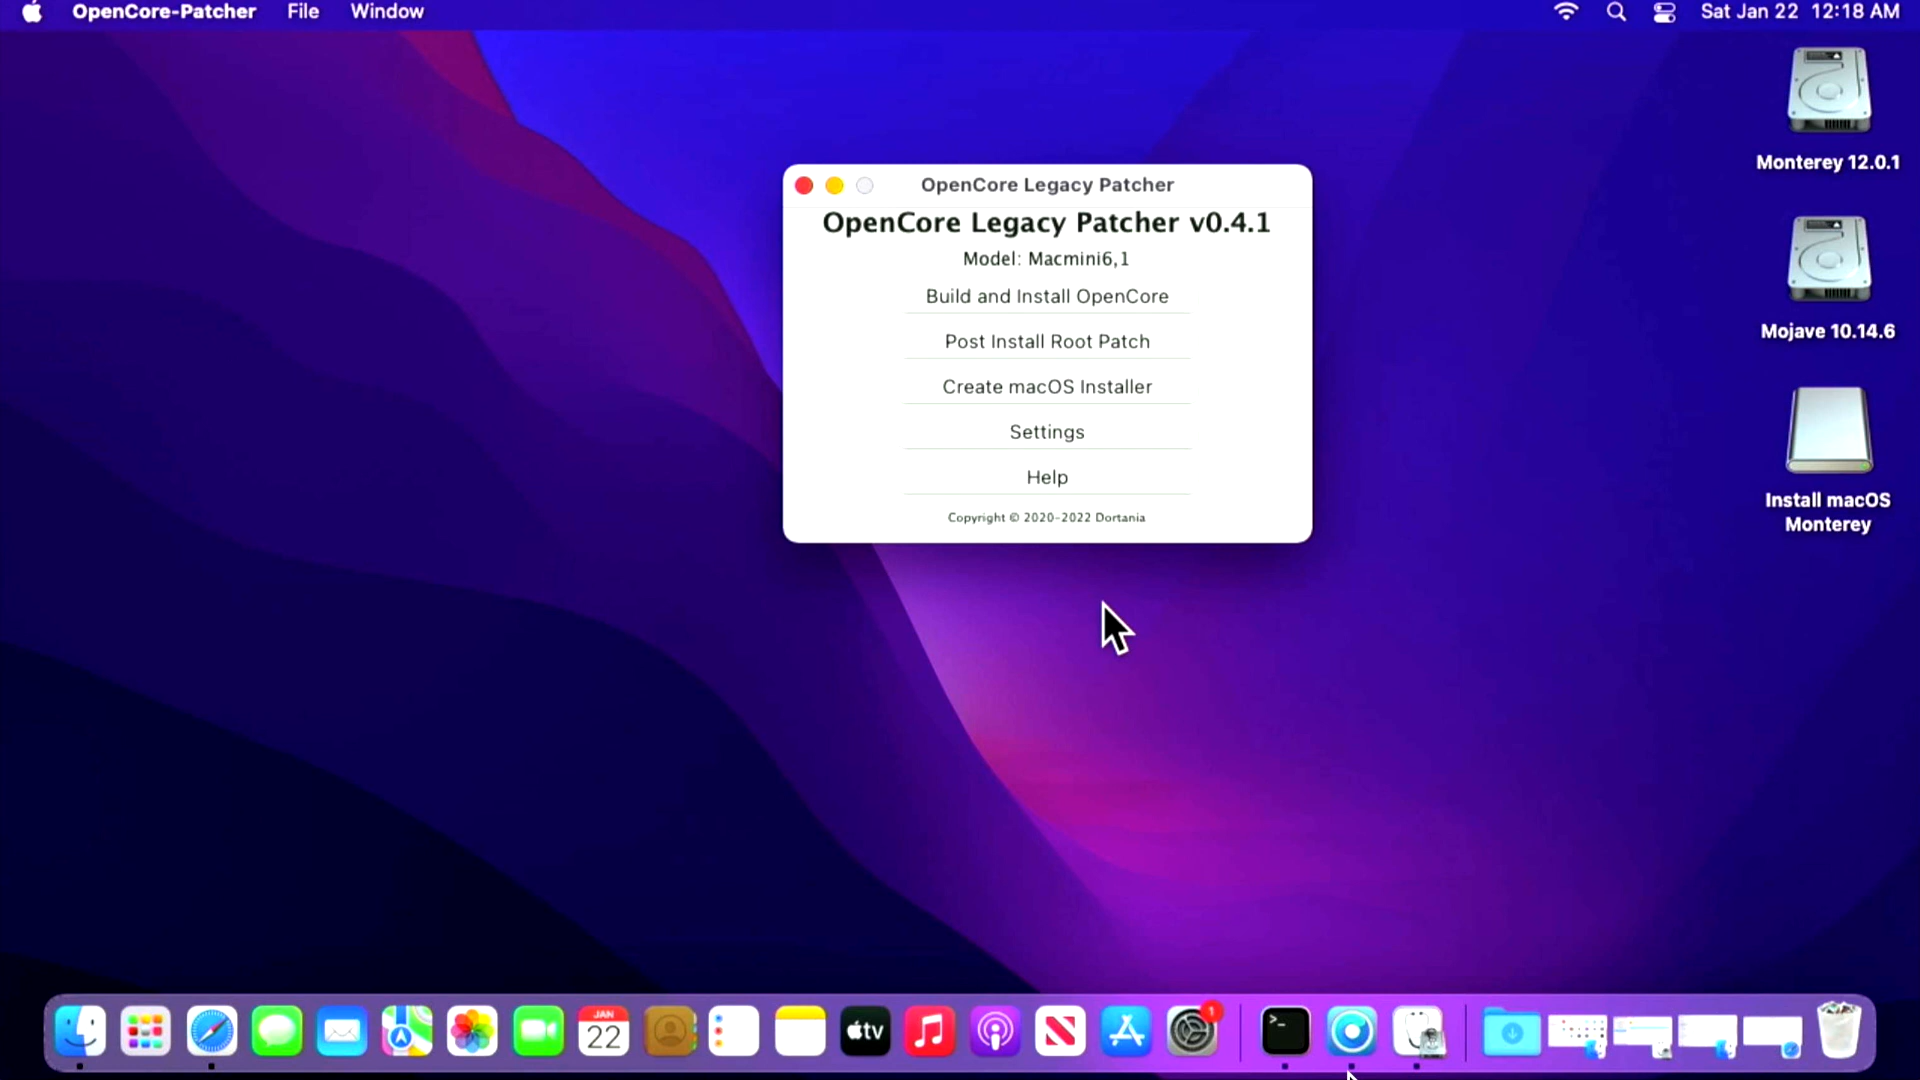 OpenCore-Patcher File Window Sat Jan 22 12:18 AM
Monterey 12.0.1
OpenCore Legacy Patcher
OpenCore Legacy Patcher v0.4.1
Model: Macmini6,1
Build and Install OpenCore
Post Install Root Patch
Create macOS Installer
Settings
Help
Copyright © 2020-2022 Dortania
Mojave 10.14.6
Install macOS
Monterey
JAN
22
tv
1
>_